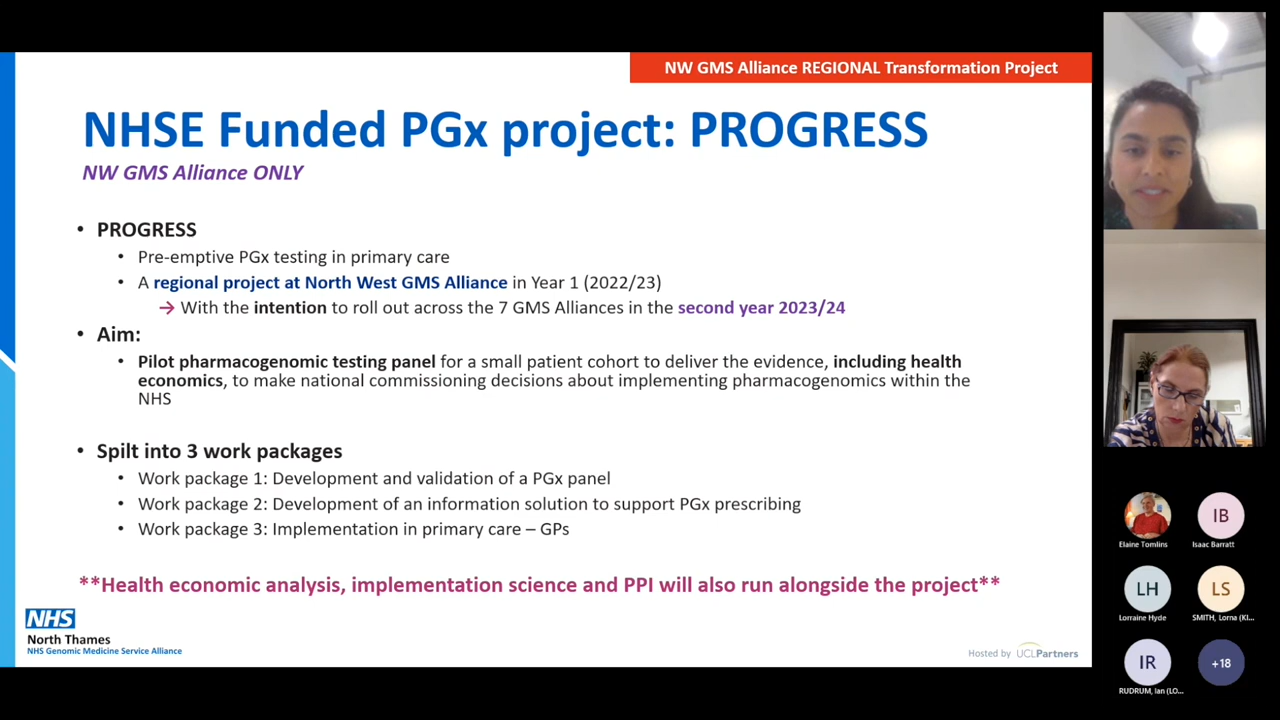 NW GMS Alliance REGIONAL Transformation Project
NHSE Funded PGx project: PROGRESS
NW GMS Alliance ONLY
• PROGRESS
• Pre-emptive PGx testing in primary care
• A regional project at North West GMS Alliance in Year 1 (2022/23)
→ With the intention to roll out across the 7 GMS Alliances in the second year 2023/24
• Aim:
• Pilot pharmacogenomic testing panel for a small patient cohort to deliver the evidence, including health
economics, to make national commissioning decisions about implementing pharmacogenomics within the
NHS
• Spilt into 3 work packages
• Work package 1: Development and validation of a PGx panel
• Work package 2: Development of an information solution to support PGx prescribing
• Work package 3: Implementation in primary care – GPs
**Health economic analysis, implementation science and PPI will also run alongside the project**
NHS
North Thames
NHS Genomic Medicine Service Alliance
Hosted by UCLPartners
Elaine Tomlins
IB
Isaac Barratt
LH
Lorraine Hyde
LS
SMITH, Lorna (KI...
IR
RUDRUM, Ian (LO...
+18